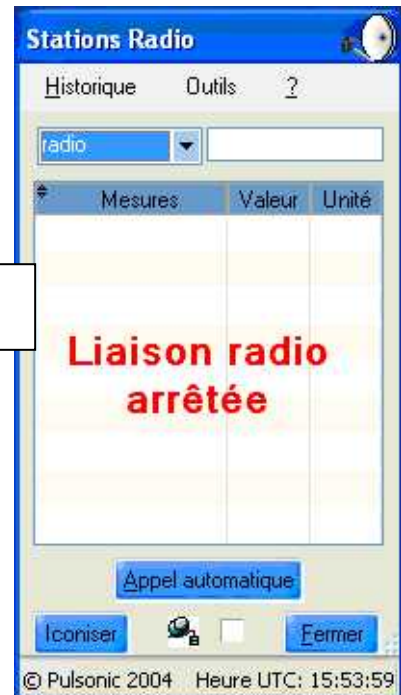 Stations Radio
Historique Outils ?
radio
Mesures Valeur Unité
Liaison radio
arrêtée
Appel automatique
Iconiser Fermer
© Pulsonic 2004 Heure UTC: 15:53:59